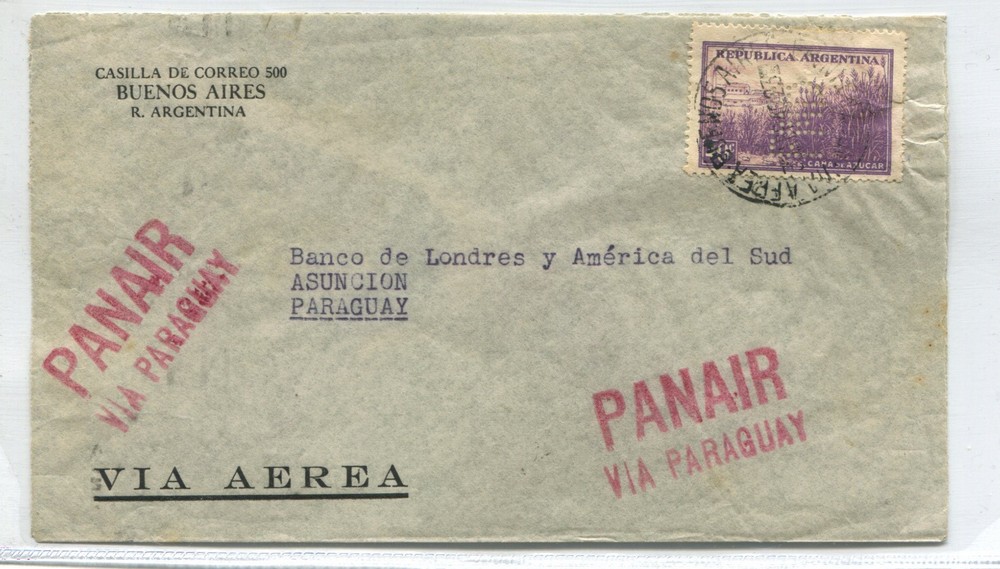 CASILLA DE CORREO 500
BUENOS AIRES
R. ARGENTINA
REPUBLICA ARGENTINA
CAÑA DE AZUCAR
Banco de Londres y América del Sud
ASUNCION
PARAGUAY
PANAIR
VIA PARAGUAY
PANAIR
VIA PARAGUAY
VIA AEREA